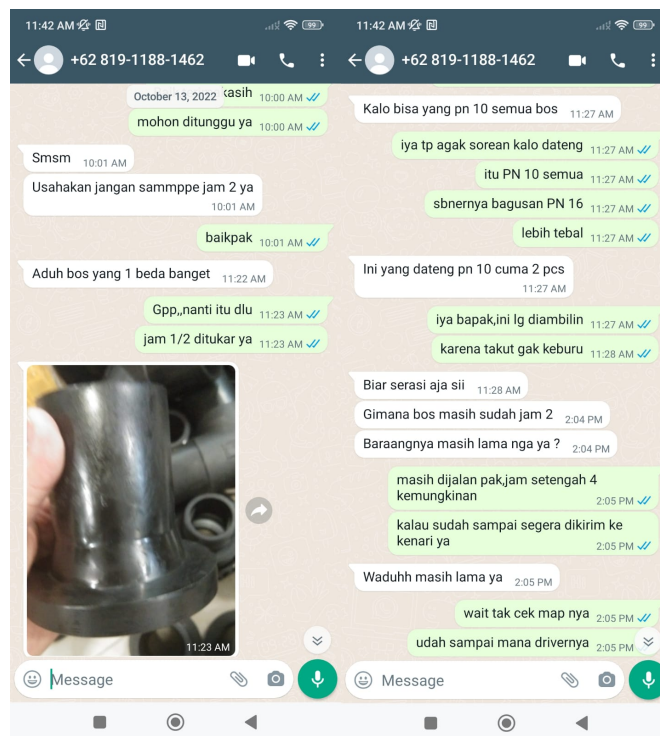 11:42 AM
99
+62 819-1188-1462
kasih 10:00 AM
October 13, 2022
mohon ditunggu ya 10:00 AM
Smsm 10:01 AM
Usahakan jangan sammppe jam 2 ya
10:01 AM
baikpak 10:01 AM
Aduh bos yang 1 beda banget 11:22 AM
Gpp,,nanti itu dlu 11:23 AM
jam 1/2 ditukar ya 11:23 AM
11:23 AM
Message
11:42 AM
99
+62 819-1188-1462
Kalo bisa yang pn 10 semua bos 11:27 AM
iya tp agak sorean kalo dateng 11:27 AM
itu PN 10 semua 11:27 AM
sbnernya bagusan PN 16 11:27 AM
lebih tebal 11:27 AM
Ini yang dateng pn 10 cuma 2 pcs
11:27 AM
iya bapak,ini lg diambilin 11:27 AM
karena takut gak keburu 11:28 AM
Biar serasi aja sii 11:28 AM
Gimana bos masih sudah jam 2 2:04 PM
Baraangnya masih lama nga ya ? 2:04 PM
masih dijalan pak,jam setengah 4
kemungkinan 2:05 PM
kalau sudah sampai segera dikirim ke
kenari ya 2:05 PM
Waduhh masih lama ya 2:05 PM
wait tak cek map nya 2:05 PM
udah sampai mana drivernya 2:05 PM
Message